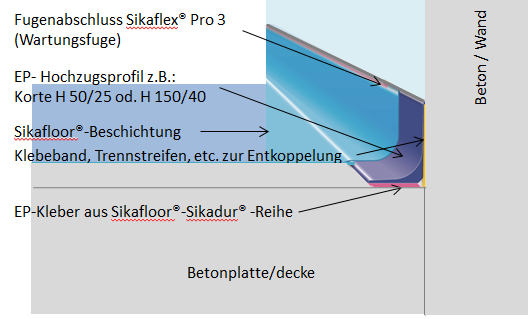 Fugenabschluss Sikaflex® Pro 3
(Wartungsfuge)
EP- Hochzugsprofil z.B.:
Korte H 50/25 od. H 150/40
Sikafloor®-Beschichtung
Klebeband, Trennstreifen, etc. zur Entkoppelung
EP-Kleber aus Sikafloor®-Sikadur® -Reihe
Betonplatte/decke
Beton / Wand